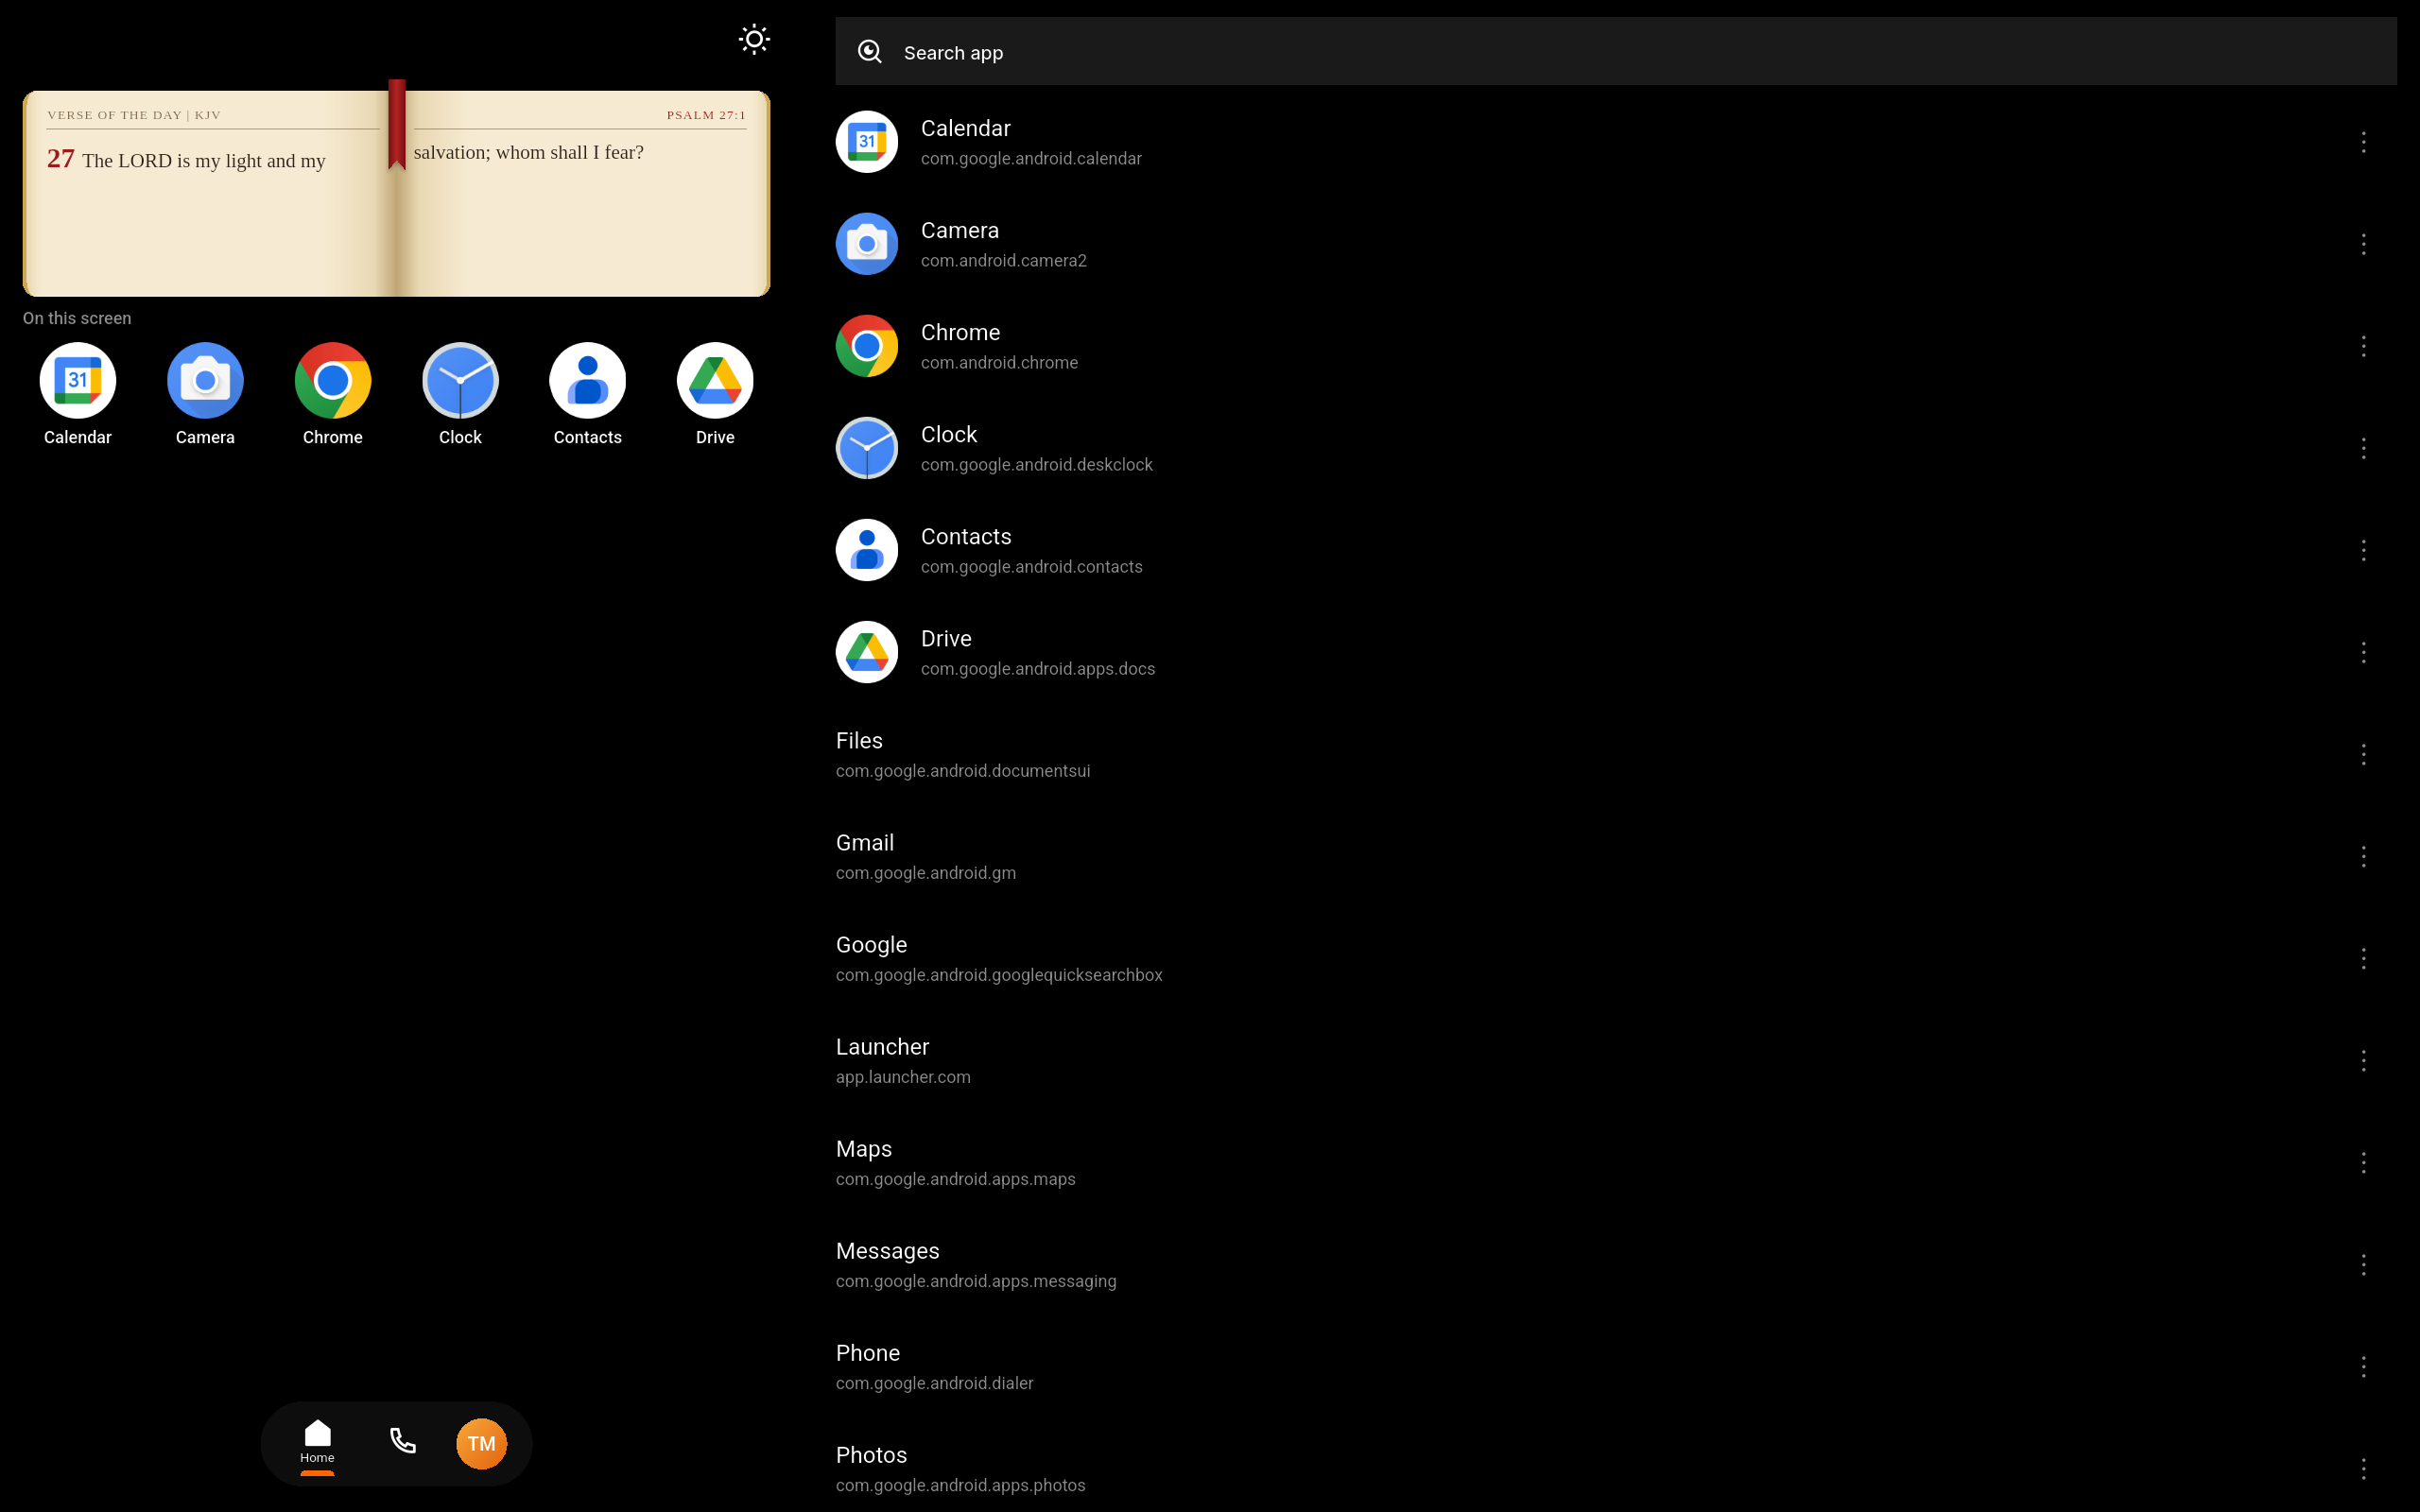 VERSE OF THE DAY | KJV
27 The LORD is my light and my
PSALM 27:1
salvation; whom shall I fear?
On this screen
31
Calendar
Camera
Chrome
Clock
Contacts
Drive
Home
TM
Search app
31
Calendar
com.google.android.calendar
Camera
com.android.camera2
Chrome
com.android.chrome
Clock
com.google.android.deskclock
Contacts
com.google.android.contacts
Drive
com.google.android.apps.docs
Files
com.google.android.documentsui
Gmail
com.google.android.gm
Google
com.google.android.googlequicksearchbox
Launcher
app.launcher.com
Maps
com.google.android.apps.maps
Messages
com.google.android.apps.messaging
Phone
com.google.android.dialer
Photos
com.google.android.apps.photos